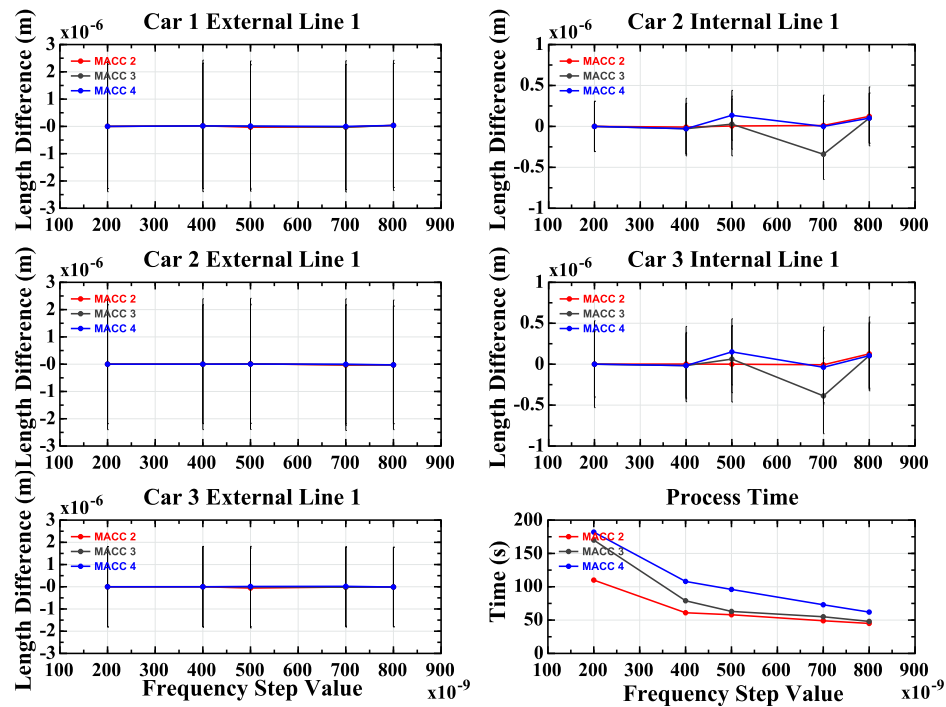 Car 1 External Line 1
x10-6
Length Difference (m)
3
2
1
-0
-1
-2
-3
MACC 2
MACC 3
MACC 4
100 200 300 400 500 600 700 800 900
Car 2 Internal Line 1
x10-6
Length Difference (m)
1
0.5
0
-0.5
-1
MACC 2
MACC 3
MACC 4
100 200 300 400 500 600 700 800 900
Car 2 External Line 1
x10-6
Length Difference (m)
3
2
1
-0
-1
-2
-3
MACC 2
MACC 3
MACC 4
100 200 300 400 500 600 700 800 900
Car 3 Internal Line 1
x10-6
Length Difference (m)
1
0.5
0
-0.5
-1
MACC 2
MACC 3
MACC 4
100 200 300 400 500 600 700 800 900
Car 3 External Line 1
x10-6
Length Difference (m)
3
2
1
-0
-1
-2
-3
MACC 2
MACC 3
MACC 4
100 200 300 400 500 600 700 800 900
Frequency Step Value
x10-9
Process Time
Time (s)
200
150
100
50
0
MACC 2
MACC 3
MACC 4
100 200 300 400 500 600 700 800 900
Frequency Step Value
x10-9